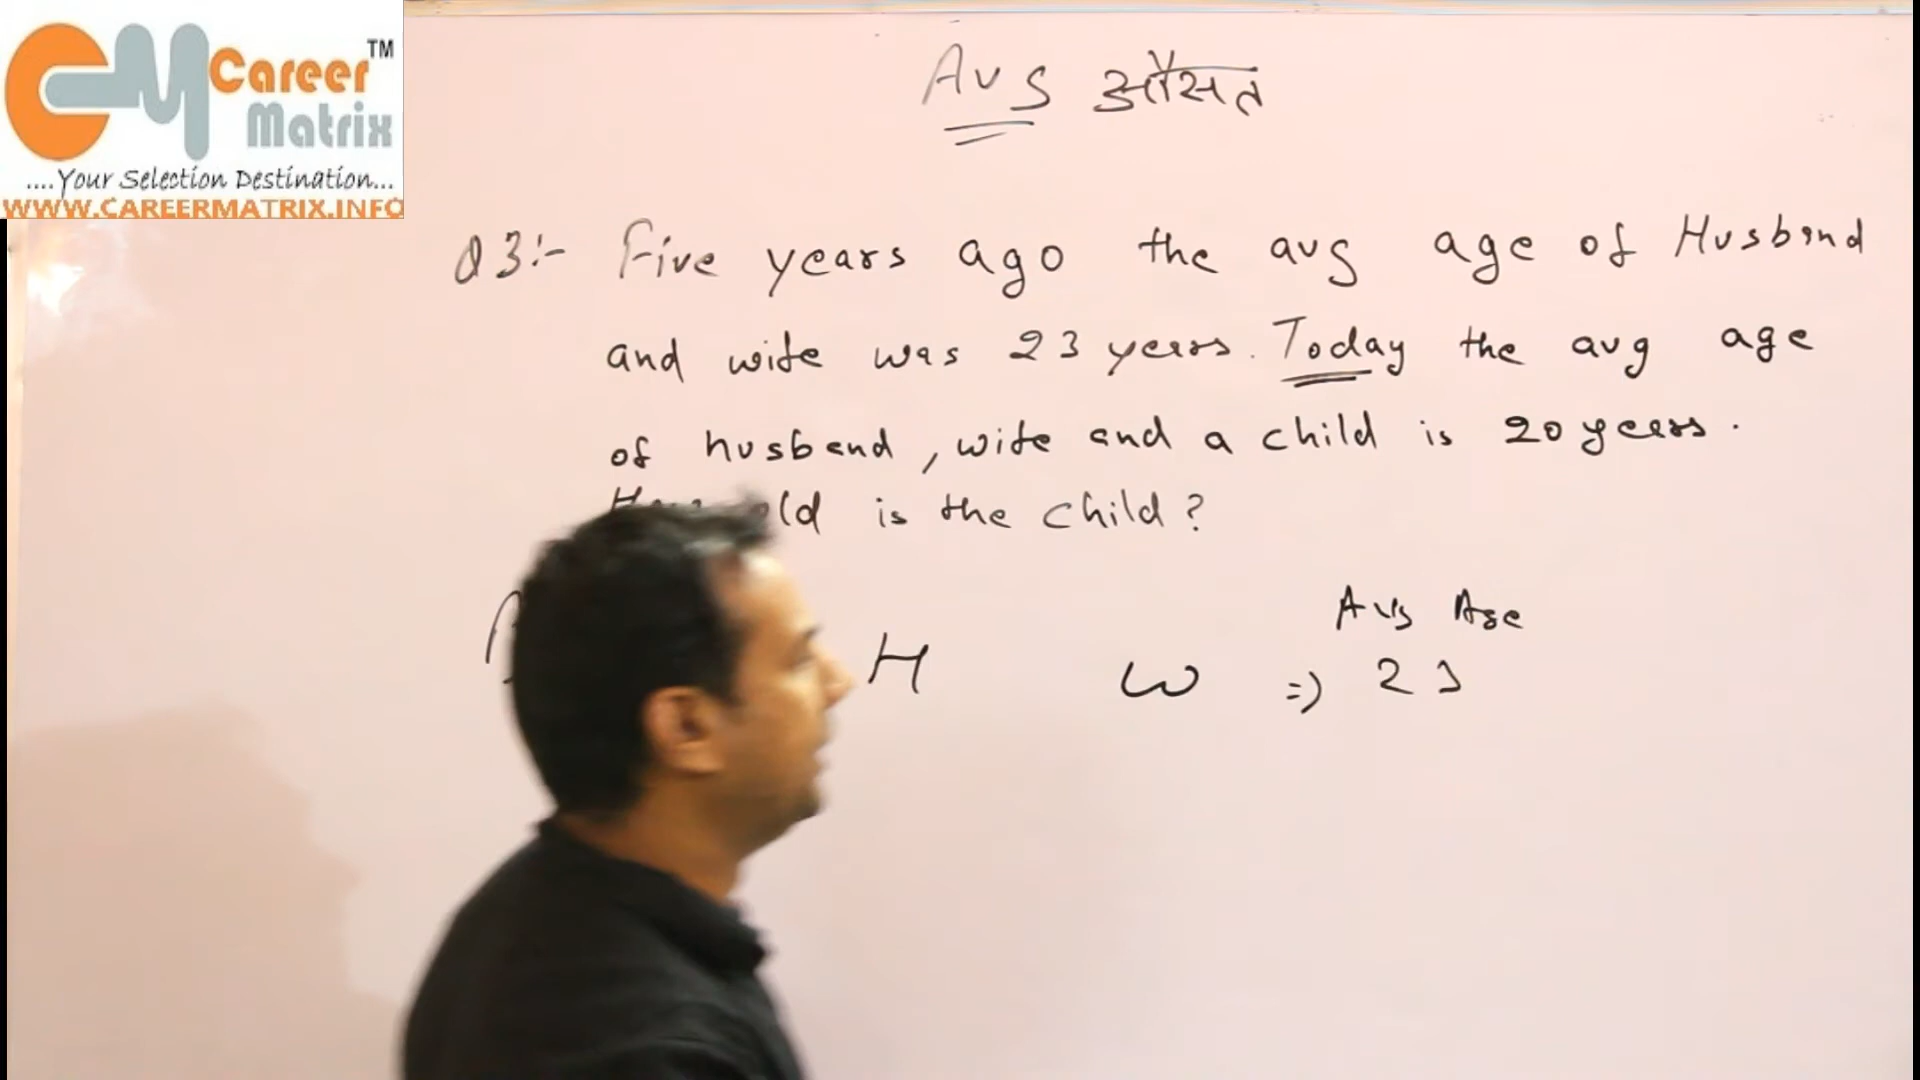 Career
Matrix
TM
....Your Selection Destination...
WWW.CAREERMATRIX.INFO
Avg औसत
Q3:- Five years ago the avg age of Husband
and wife was 23 years. Today the avg age
of husband, wife and a child is 20 years.
is the child?
Avg Age
H W => 23